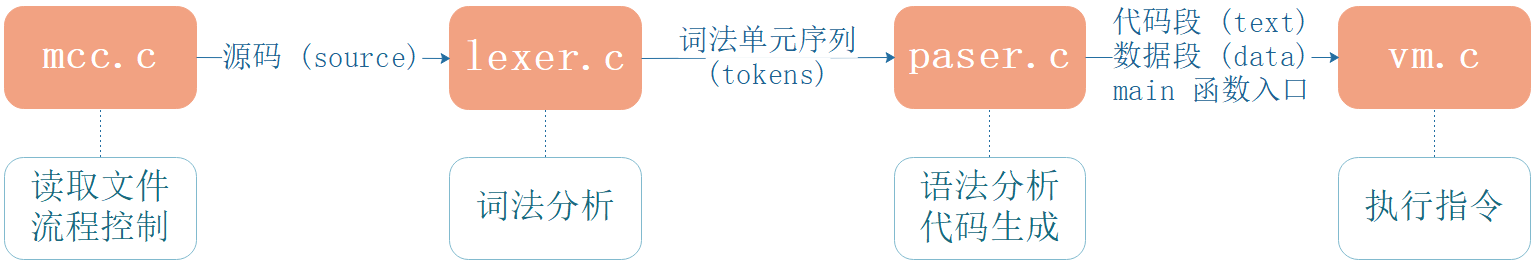 mcc.c
源码 (source)
lexer.c
词法单元序列
(tokens)
paser.c
代码段 (text)
数据段 (data)
main 函数入口
vm.c
读取文件
流程控制
词法分析
语法分析
代码生成
执行指令